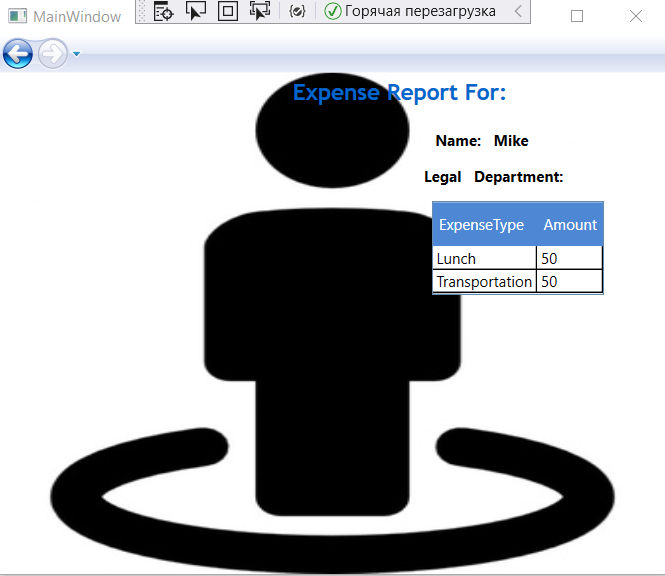 MainWindow
Горячая перезагрузка
Expense Report For:
Name: Mike
Legal Department:
ExpenseType Amount
Lunch 50
Transportation 50